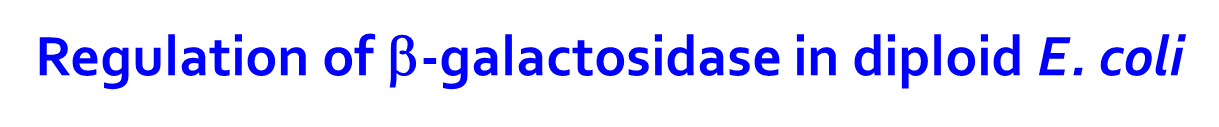 Regulation of β-galactosidase in diploid E. coli